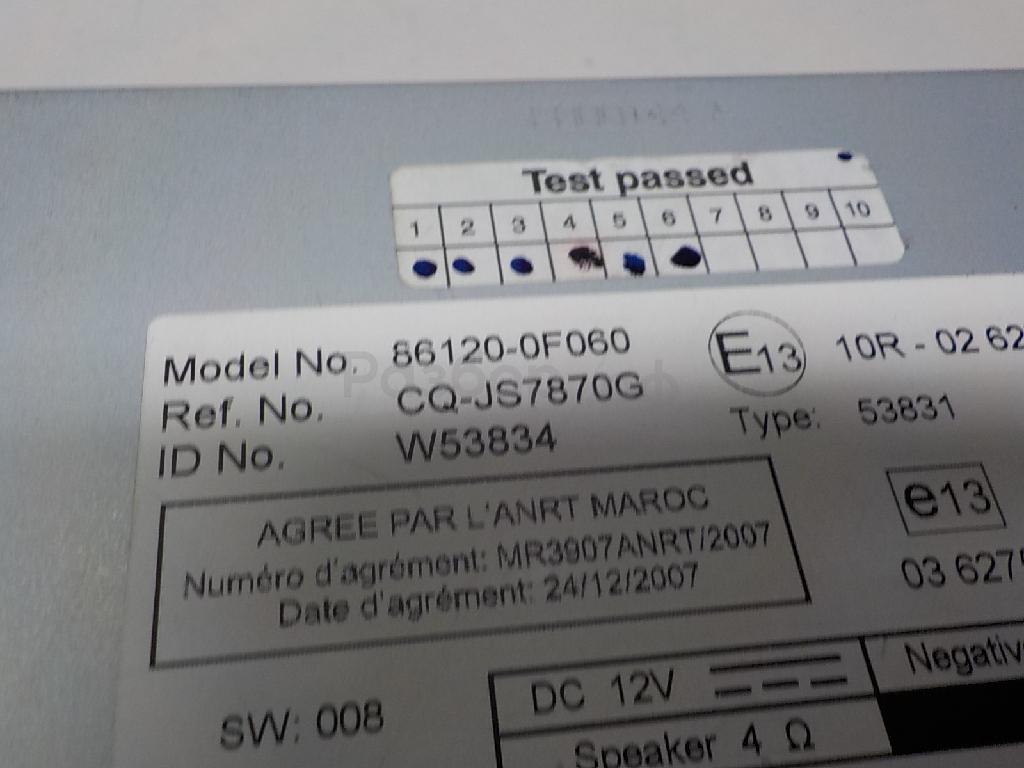 Test passed
1 2 3 4 5 6 7 8 9 10
Model No. 86120-0F060
Ref. No. CQ-JS7870G
ID No. W53834
E13 10R - 02 62
Type: 53831
AGREE PAR L'ANRT MAROC
Numéro d'agrément: MR3907ANRT/2007
Date d'agrément: 24/12/2007
e13
03 627
SW: 008
DC 12V
Negativ
Speaker 4 Ω